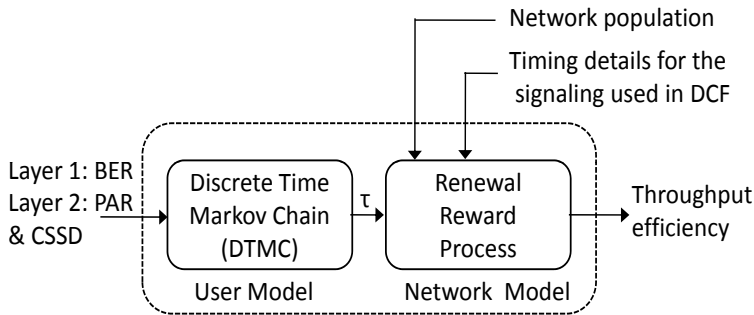 Network population
Timing details for the
signaling used in DCF
Layer 1: BER
Layer 2: PAR
& CSSD
Discrete Time
Markov Chain
(DTMC)
τ
Renewal
Reward
Process
Throughput
efficiency
User Model
Network Model